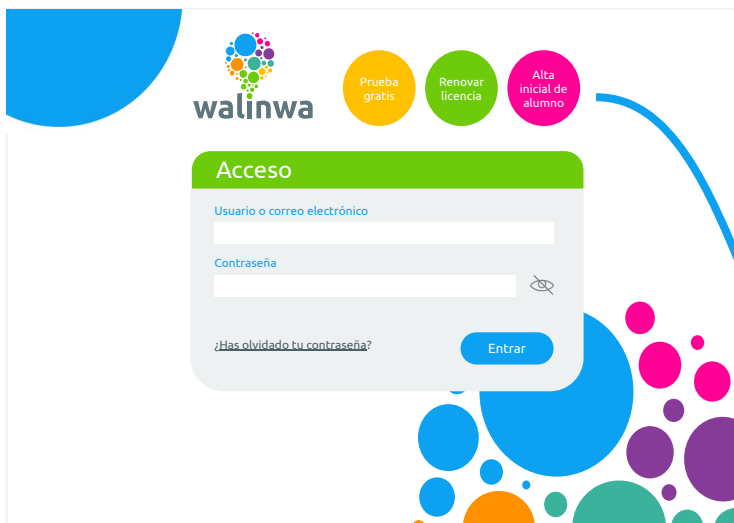 walinwa
Prueba
gratis
Renovar
licencia
Alta
inicial de
alumno
Acceso
Usuario o correo electrónico
Contraseña
¿Has olvidado tu contraseña?
Entrar